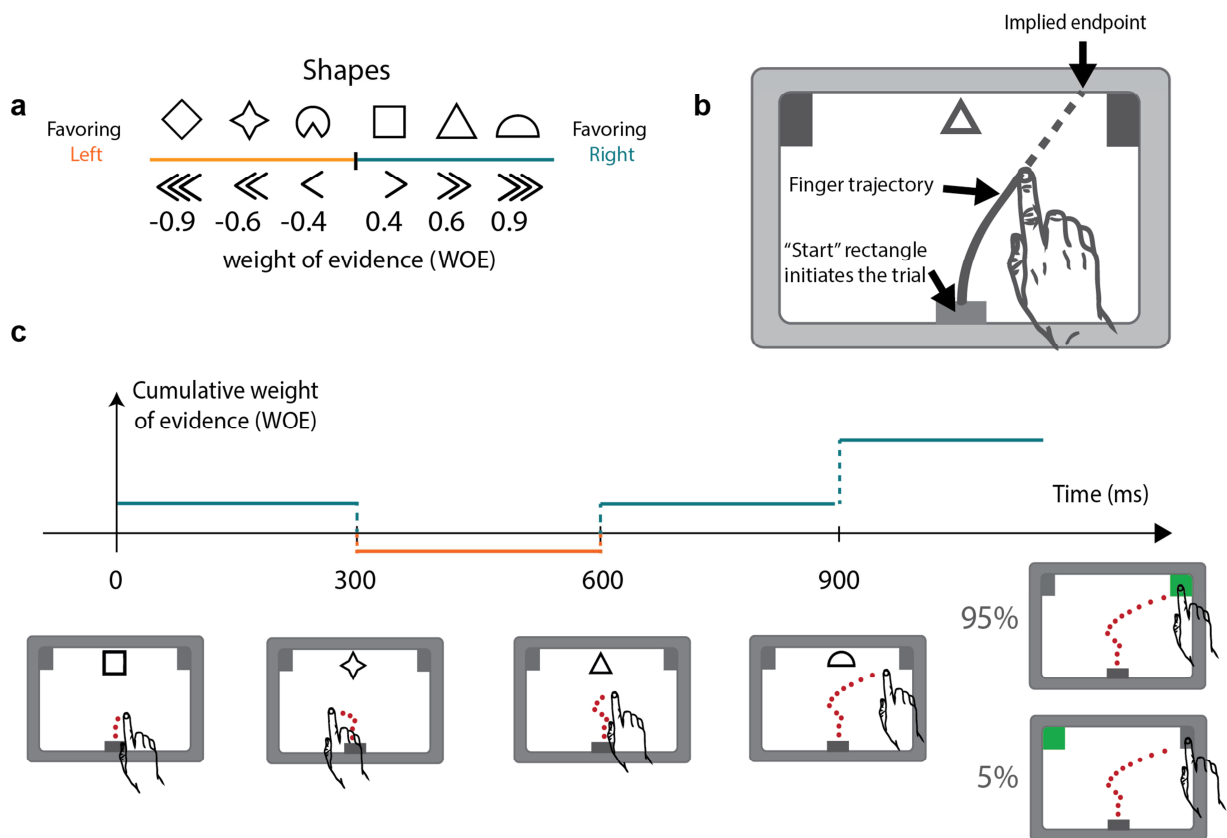 a
Shapes
Favoring
Left
Favoring
Right
-0.9 -0.6 -0.4 0.4 0.6 0.9
weight of evidence (WOE)
b
Implied endpoint
Finger trajectory
“Start” rectangle
initiates the trial
c
Cumulative weight
of evidence (WOE)
Time (ms)
0 300 600 900
95%
5%